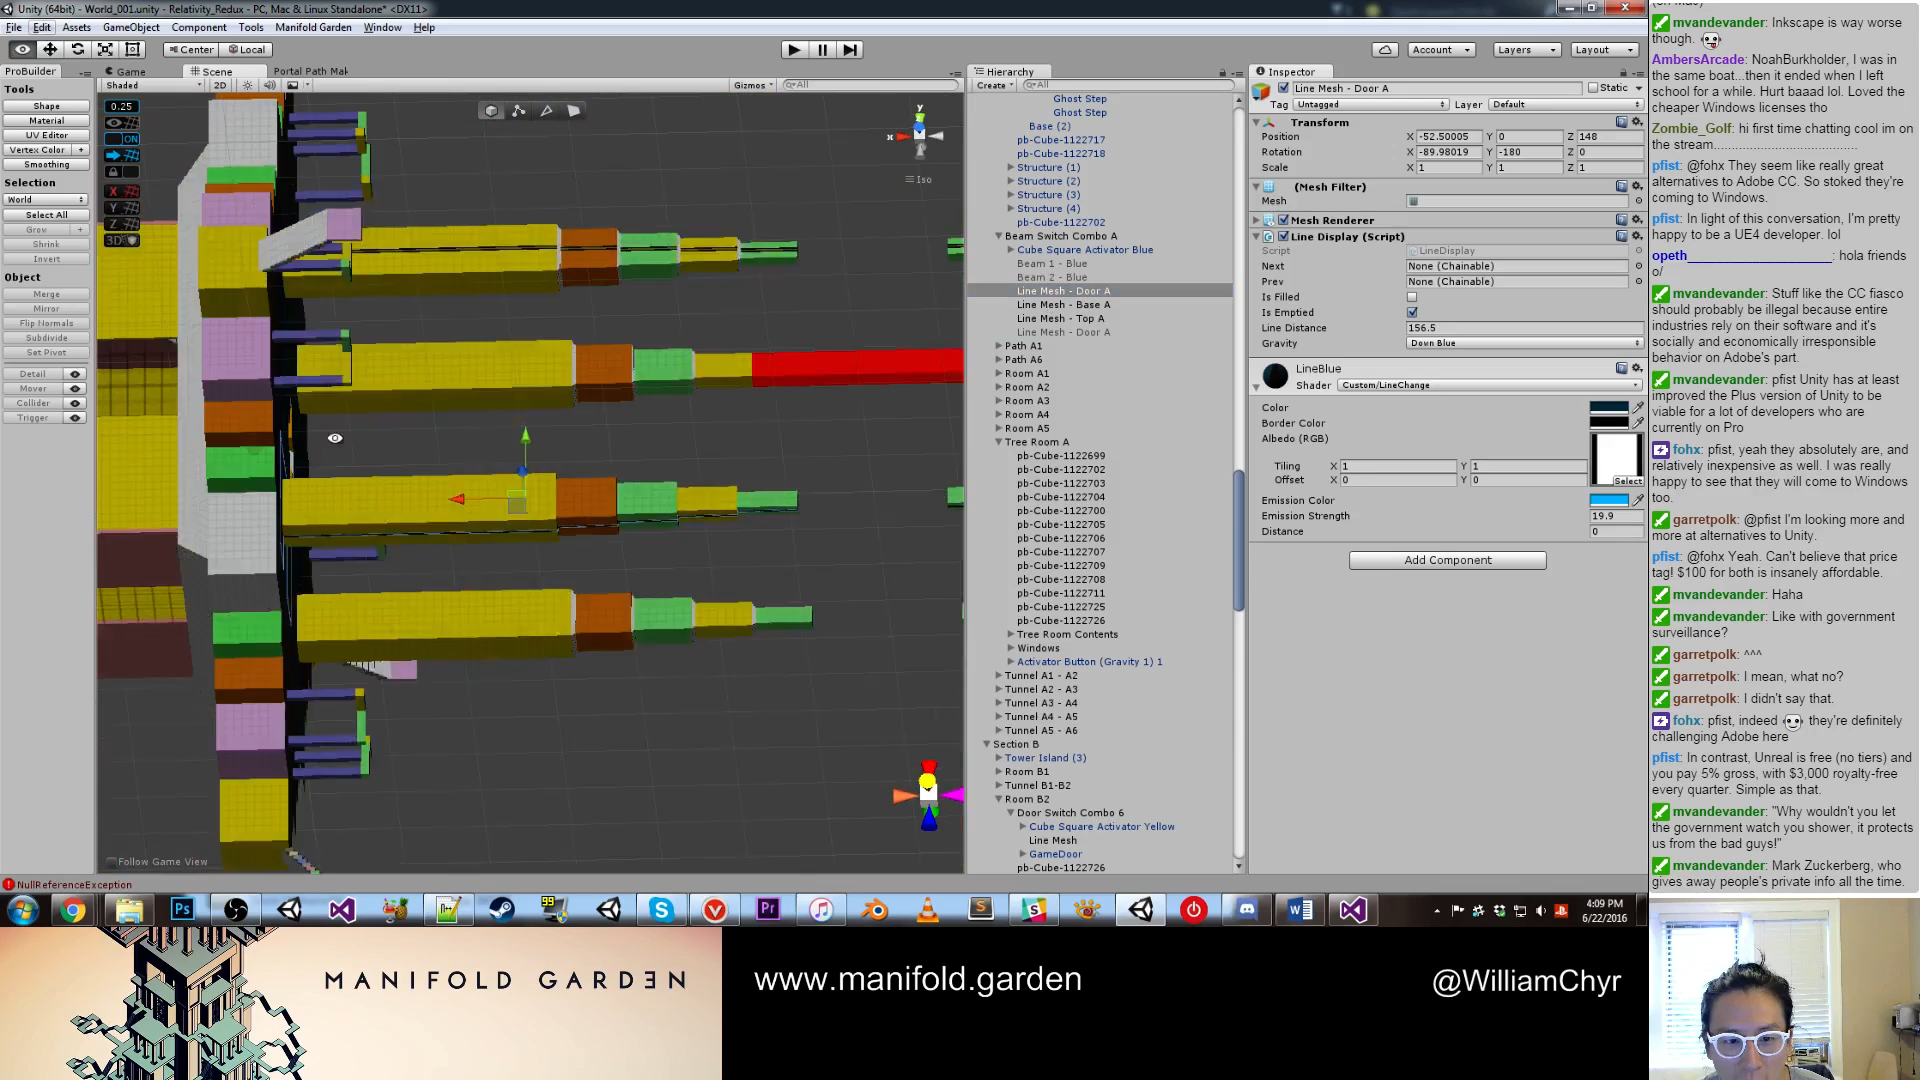 Unity (64bit) - World_001.unity - Relativity_Redux - PC, Mac & Linux Standalone* <DX11>
File Edit Assets GameObject Component Tools Manifold Garden Window Help
Center Local
Account Layers Layout
ProBuilder
Tools
Shape
Material
UV Editor
Vertex Color +
Smoothing
Selection
World
Select All
Grow +
Shrink
Invert
Object
Merge
Mirror
Flip Normals
Subdivide
Set Pivot
Detail
Mover
Collider
Trigger
Game Scene Portal Path Mak
Shaded 2D Gizmos All
0.25
ON
X
Y
Z
3D
y
x
Iso
Follow Game View
NullReferenceException
Hierarchy
Create All
Ghost Step
Ghost Step
Base (2)
pb-Cube-1122717
pb-Cube-1122718
Structure (1)
Structure (2)
Structure (3)
Structure (4)
pb-Cube-1122702
Beam Switch Combo A
Cube Square Activator Blue
Beam 1 - Blue
Beam 2 - Blue
Line Mesh - Door A
Line Mesh - Base A
Line Mesh - Top A
Line Mesh - Door A
Path A1
Path A6
Room A1
Room A2
Room A3
Room A4
Room A5
Tree Room A
pb-Cube-1122699
pb-Cube-1122702
pb-Cube-1122703
pb-Cube-1122704
pb-Cube-1122700
pb-Cube-1122705
pb-Cube-1122706
pb-Cube-1122707
pb-Cube-1122709
pb-Cube-1122708
pb-Cube-1122711
pb-Cube-1122725
pb-Cube-1122726
Tree Room Contents
Windows
Activator Button (Gravity 1) 1
Tunnel A1 - A2
Tunnel A2 - A3
Tunnel A3 - A4
Tunnel A4 - A5
Tunnel A5 - A6
Section B
Tower Island (3)
Room B1
Tunnel B1-B2
Room B2
Door Switch Combo 6
Cube Square Activator Yellow
Line Mesh
GameDoor
pb-Cube-1122726
Inspector
Line Mesh - Door A Static
Tag Untagged Layer Default
Transform
Position X -52.50005 Y 0 Z 148
Rotation X -89.98019 Y -180 Z 0
Scale X 1 Y 1 Z 1
(Mesh Filter)
Mesh
Mesh Renderer
Line Display (Script)
Script LineDisplay
Next None (Chainable)
Prev None (Chainable)
Is Filled
Is Emptied
Line Distance 156.5
Gravity Down Blue
LineBlue
Shader Custom/LineChange
Color
Border Color
Albedo (RGB)
Tiling X 1 Y 1
Offset X 0 Y 0
Select
Emission Color
Emission Strength 19.9
Distance 0
Add Component
mvandevander: Inkscape is way worse
though.
AmbersArcade: NoahBurkholder, I was in
the same boat...then it ended when I left
school for a while. Hurt baaad lol. Loved the
cheaper Windows licenses tho
Zombie_Golf: hi first time chatting cool im on
the stream..............................
pfist: @fohx They seem like really great
alternatives to Adobe CC. So stoked they're
coming to Windows.
pfist: In light of this conversation, I'm pretty
happy to be a UE4 developer. lol
opeth____________________: hola friends
o/
mvandevander: Stuff like the CC fiasco
should probably be illegal because entire
industries rely on their software and it's
socially and economically irresponsible
behavior on Adobe's part.
mvandevander: pfist Unity has at least
improved the Plus version of Unity to be
viable for a lot of developers who are
currently on Pro
fohx: pfist, yeah they absolutely are, and
relatively inexpensive as well. I was really
happy to see that they will come to Windows
too.
garretpolk: @pfist I'm looking more and
more at alternatives to Unity.
pfist: @fohx Yeah. Can't believe that price
tag! $100 for both is insanely affordable.
mvandevander: Haha
mvandevander: Like with government
surveillance?
garretpolk: ^^^
garretpolk: I mean, what no?
garretpolk: I didn't say that.
fohx: pfist, indeed they're definitely
challenging Adobe here
pfist: In contrast, Unreal is free (no tiers) and
you pay 5% gross, with $3,000 royalty-free
every quarter. Simple as that.
mvandevander: "Why wouldn't you let
the government watch you shower, it protects
us from the bad guys!"
mvandevander: Mark Zuckerberg, who
gives away people's private info all the time.
4:09 PM
6/22/2016
MANIFOLD GARDEN
www.manifold.garden
@WilliamChyr